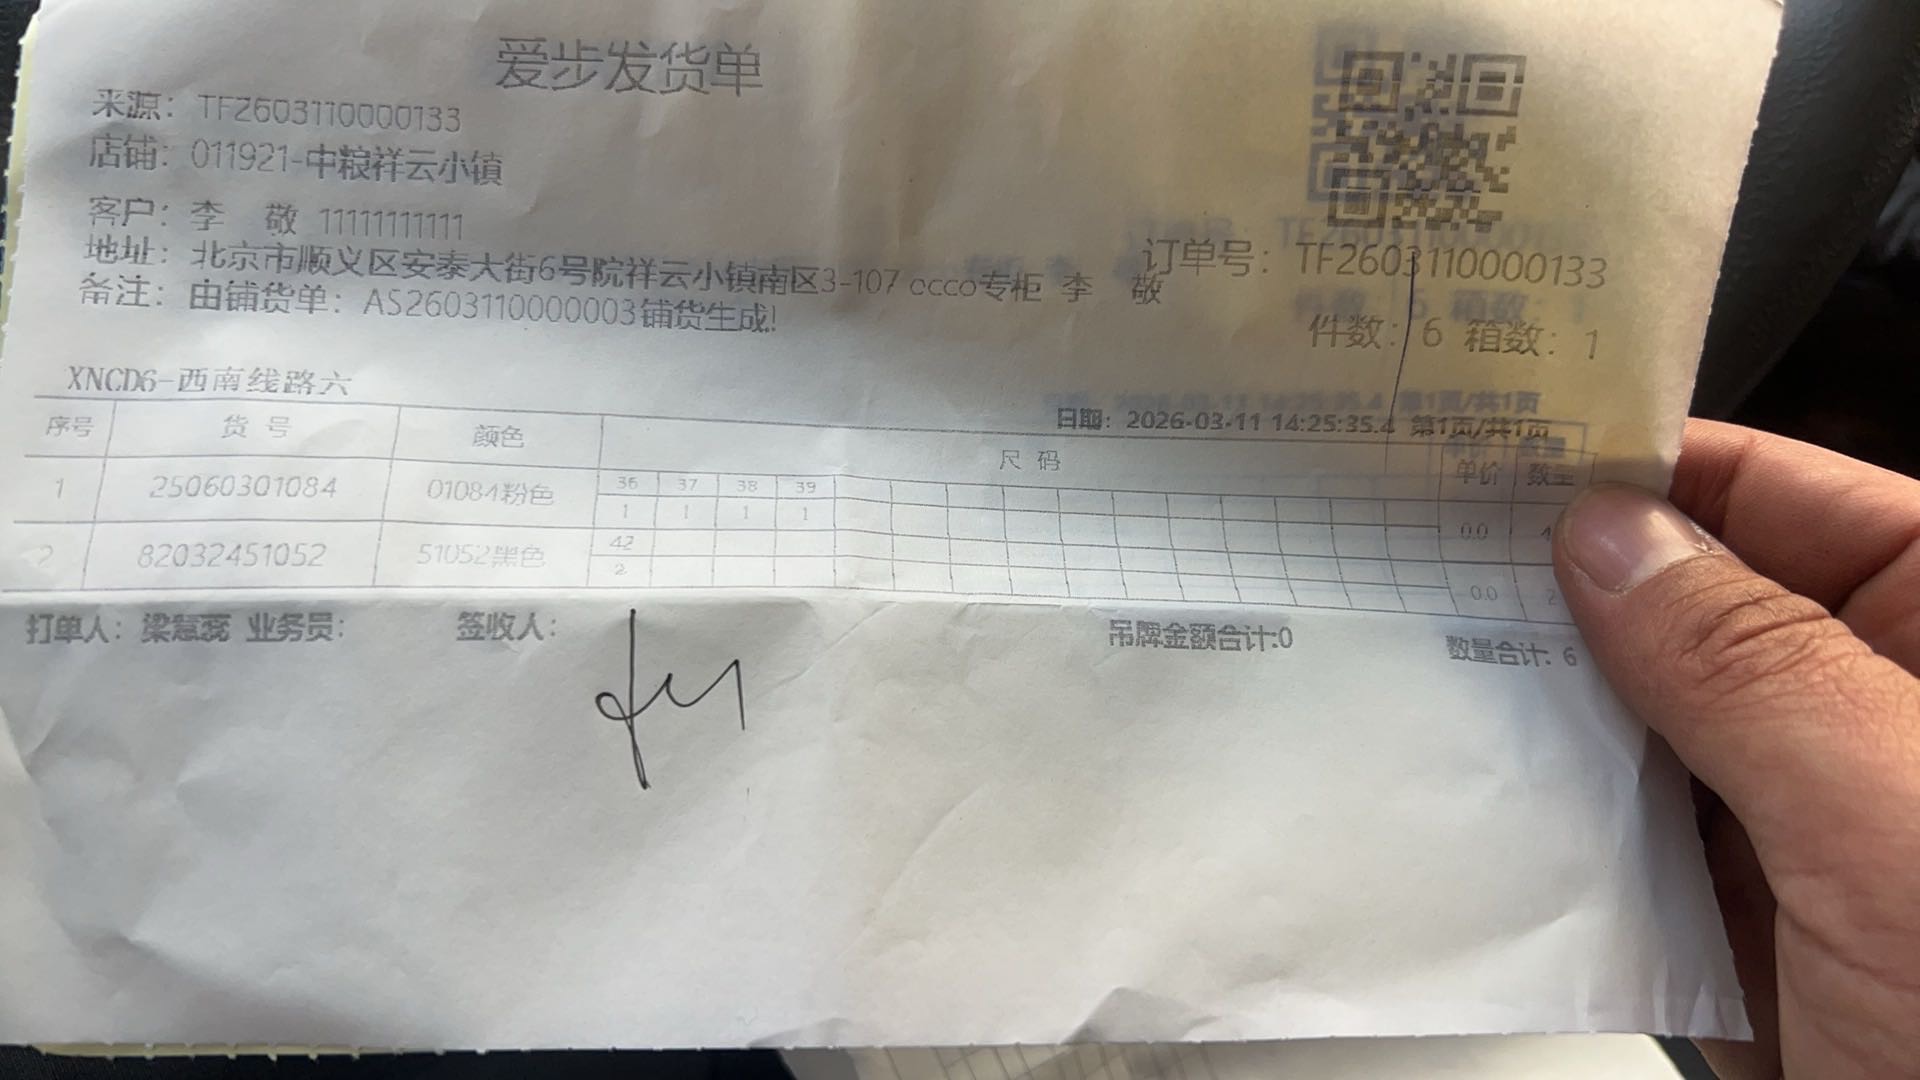 爱步发货单
来源：TF2603110000133
店铺：011921-中粮祥云小镇
客户：李 敬 11111111111
地址：北京市顺义区安泰大街6号院祥云小镇南区3-107 ecco专柜 李 敬
订单号：TF2603110000133
备注：由铺货单：AS2603110000003铺货生成!
件数：6 箱数：1
XNCD6-西南线路六
日期：2026-03-11 14:25:35.4 第1页/共1页
序号 货 号 颜色 尺 码 单价 数量
1 25060301084 01084粉色 36 37 38 39 0.0 4
1 1 1 1
2 82032451052 51052黑色 42 0.0 2
2
打单人：梁慧蕊 业务员： 签收人： 吊牌金额合计:0 数量合计: 6